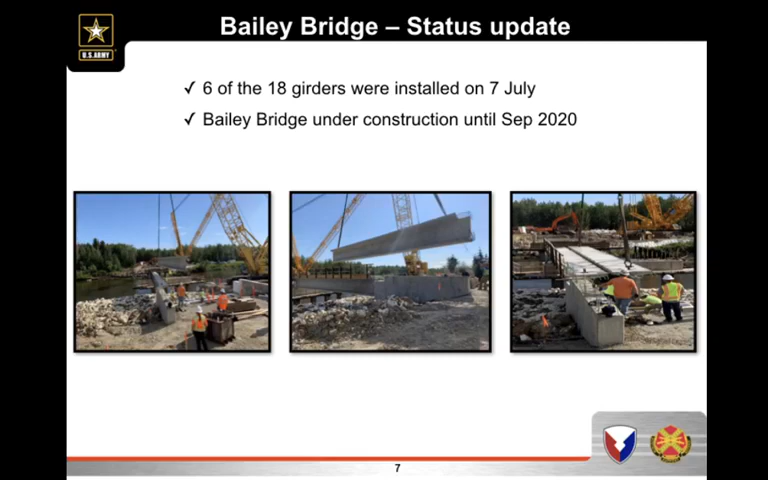 Bailey Bridge – Status update
U.S.ARMY
✓ 6 of the 18 girders were installed on 7 July
✓ Bailey Bridge under construction until Sep 2020
7